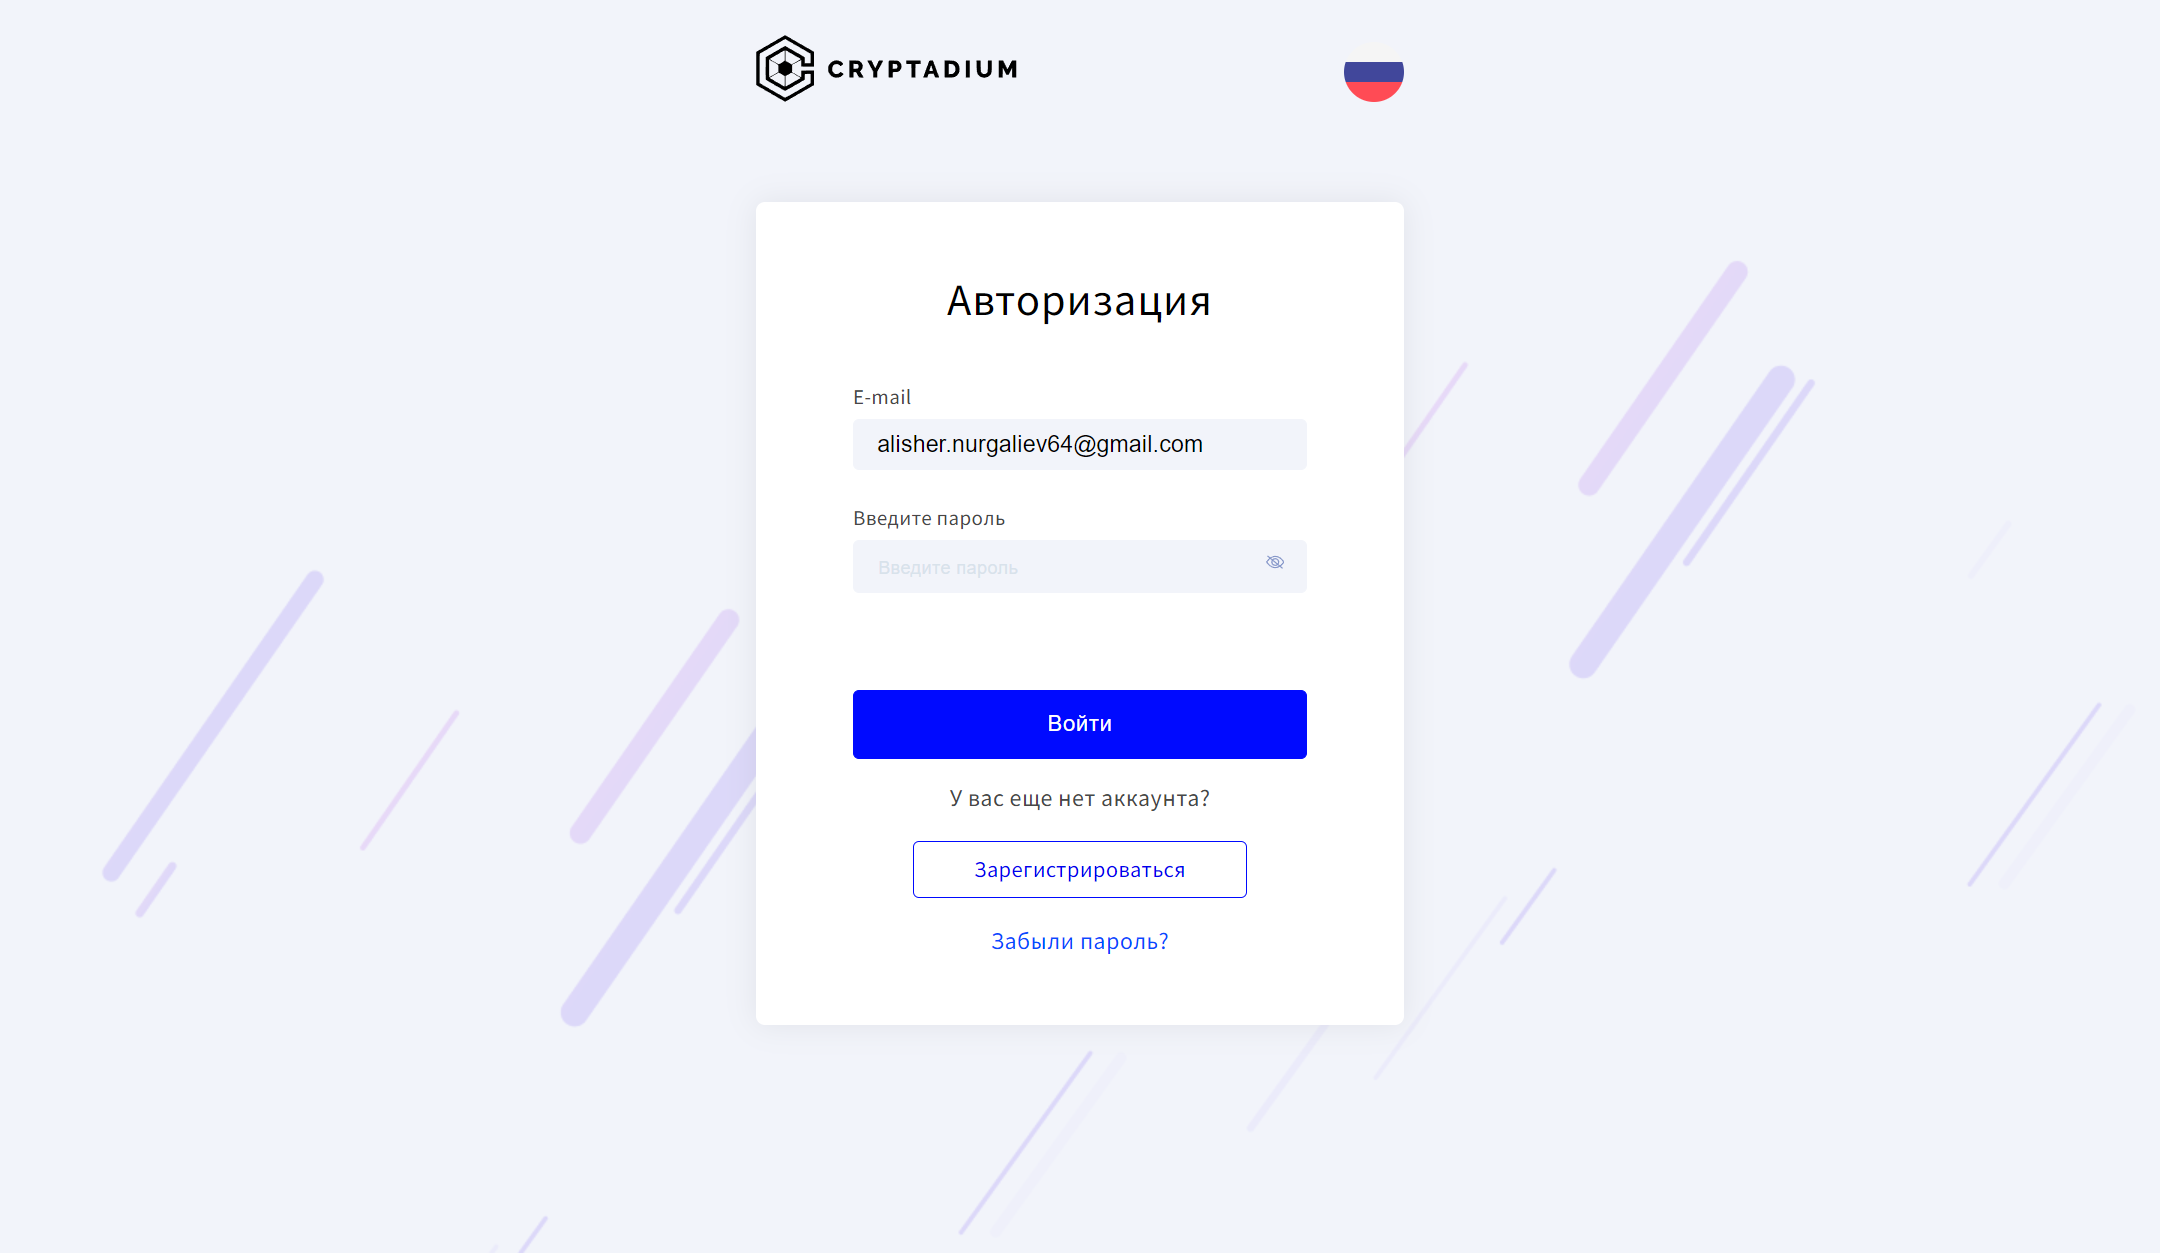 CRYPTADIUM
Авторизация
E-mail
alisher.nurgaliev64@gmail.com
Введите пароль
Введите пароль
Войти
У вас еще нет аккаунта?
Зарегистрироваться
Забыли пароль?